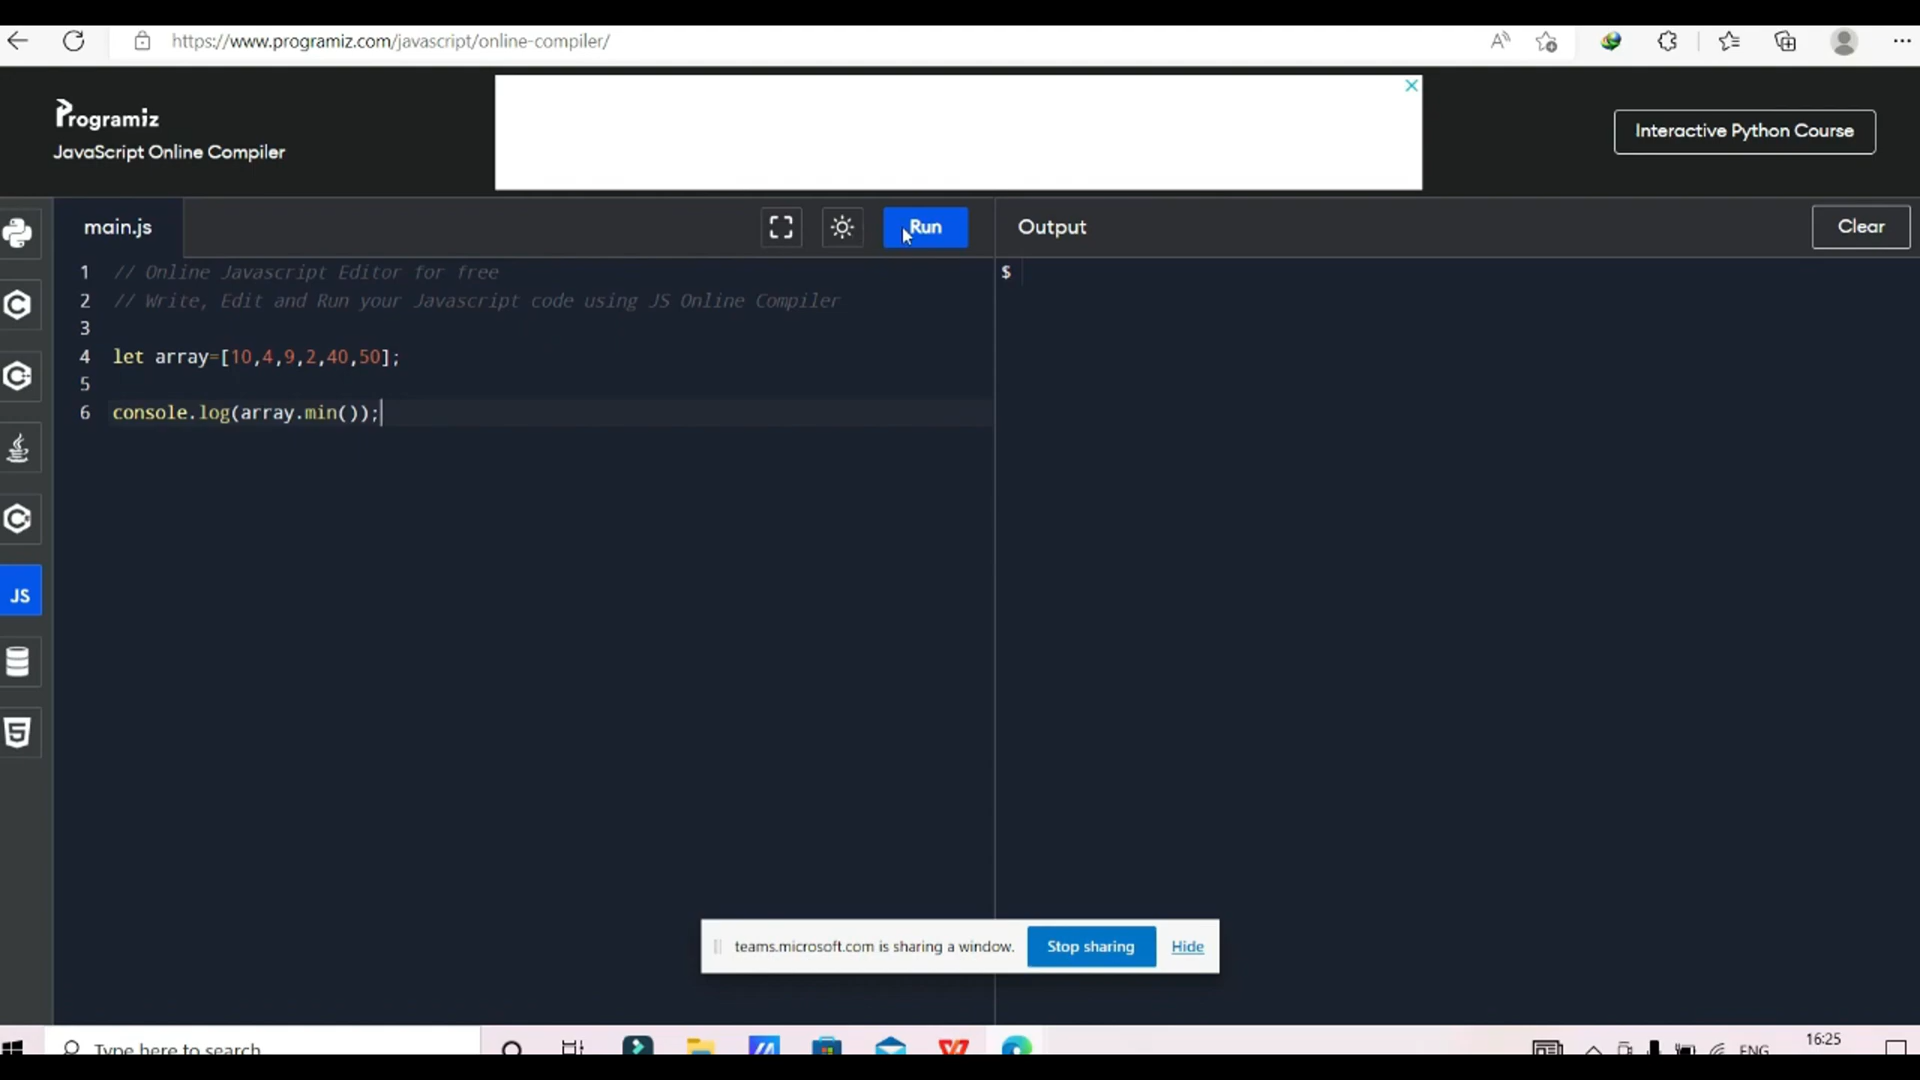 https://www.programiz.com/javascript/online-compiler/
Programiz
JavaScript Online Compiler
Interactive Python Course
main.js
Run
Output
Clear
1 // Online Javascript Editor for free
2 // Write, Edit and Run your Javascript code using JS Online Compiler
3
4 let array=[10,4,9,2,40,50];
5
6 console.log(array.min());
$
JS
teams.microsoft.com is sharing a window.
Stop sharing
Hide
Type here to search
ENG
16:25